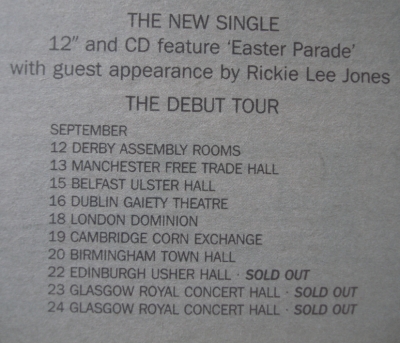 THE NEW SINGLE
12” and CD feature ‘Easter Parade’
with guest appearance by Rickie Lee Jones
THE DEBUT TOUR
SEPTEMBER
12 DERBY ASSEMBLY ROOMS
13 MANCHESTER FREE TRADE HALL
15 BELFAST ULSTER HALL
16 DUBLIN GAIETY THEATRE
18 LONDON DOMINION
19 CAMBRIDGE CORN EXCHANGE
20 BIRMINGHAM TOWN HALL
22 EDINBURGH USHER HALL · SOLD OUT
23 GLASGOW ROYAL CONCERT HALL · SOLD OUT
24 GLASGOW ROYAL CONCERT HALL · SOLD OUT